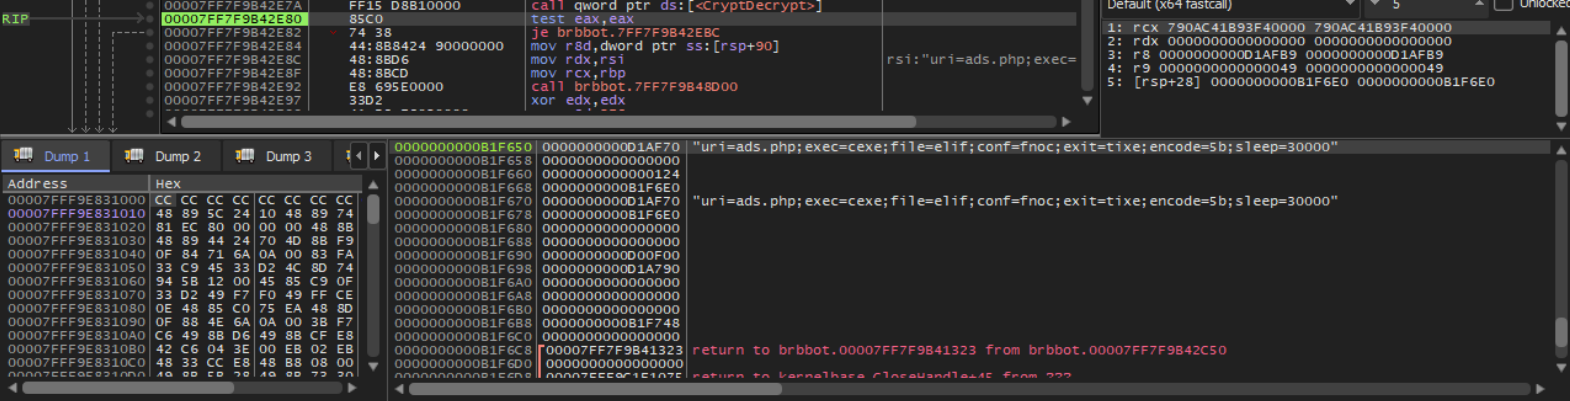 00007FF7F9B42E7A FF15 D8B10000 call qword ptr ds:[<CryptDecrypt>]
RIP 00007FF7F9B42E80 85C0 test eax,eax
00007FF7F9B42E82 74 38 je brbbot.7FF7F9B42EBC
00007FF7F9B42E84 44:8B8424 90000000 mov r8d,dword ptr ss:[rsp+90]
00007FF7F9B42E8C 48:8BD6 mov rdx,rsi rsi:"uri=ads.php;exec=
00007FF7F9B42E8F 48:8BCD mov rcx,rbp
00007FF7F9B42E92 E8 695E0000 call brbbot.7FF7F9B48D00
00007FF7F9B42E97 33D2 xor edx,edx
Default (x64 fastcall) 5 Unlocked
1: rcx 790AC41B93F40000 790AC41B93F40000
2: rdx 0000000000000000 0000000000000000
3: r8 0000000000D1AFB9 0000000000D1AFB9
4: r9 0000000000000049 0000000000000049
5: [rsp+28] 0000000000B1F6E0 0000000000B1F6E0
Dump 1 Dump 2 Dump 3
Address Hex
00007FFF9E831000 CC CC CC CC CC CC CC CC
00007FFF9E831010 48 89 5C 24 10 48 89 74
00007FFF9E831020 81 EC 80 00 00 00 48 8B
00007FFF9E831030 48 89 44 24 70 4D 8B F9
00007FFF9E831040 0F 84 71 6A 0A 00 83 FA
00007FFF9E831050 33 C9 45 33 D2 4C 8D 74
00007FFF9E831060 94 5B 12 00 45 85 C9 0F
00007FFF9E831070 33 D2 49 F7 F0 49 FF CE
00007FFF9E831080 0E 48 85 C0 75 EA 48 8D
00007FFF9E831090 0F 88 4E 6A 0A 00 3B F7
00007FFF9E8310A0 C6 49 8B D6 49 8B CF E8
00007FFF9E8310B0 42 C6 04 3E 00 EB 02 EB
00007FFF9E8310C0 48 33 CC E8 48 B8 08 00
0000000000B1F650 0000000000D1AF70 "uri=ads.php;exec=cexe;file=elif;conf=fnoc;exit=tixe;encode=5b;sleep=30000"
0000000000B1F658 0000000000000000
0000000000B1F660 0000000000000124
0000000000B1F668 0000000000B1F6E0
0000000000B1F670 0000000000D1AF70 "uri=ads.php;exec=cexe;file=elif;conf=fnoc;exit=tixe;encode=5b;sleep=30000"
0000000000B1F678 0000000000B1F6E0
0000000000B1F680 0000000000000000
0000000000B1F688 0000000000000000
0000000000B1F690 0000000000D00F00
0000000000B1F698 0000000000D1A790
0000000000B1F6A0 0000000000000000
0000000000B1F6A8 0000000000000000
0000000000B1F6B0 0000000000000000
0000000000B1F6B8 0000000000B1F748
0000000000B1F6C0 0000000000000000
0000000000B1F6C8 00007FF7F9B41323 return to brbbot.00007FF7F9B41323 from brbbot.00007FF7F9B42C50
0000000000B1F6D0 0000000000000000
0000000000B1F6D8 return to kernelbase.CloseHandle+45 from ???